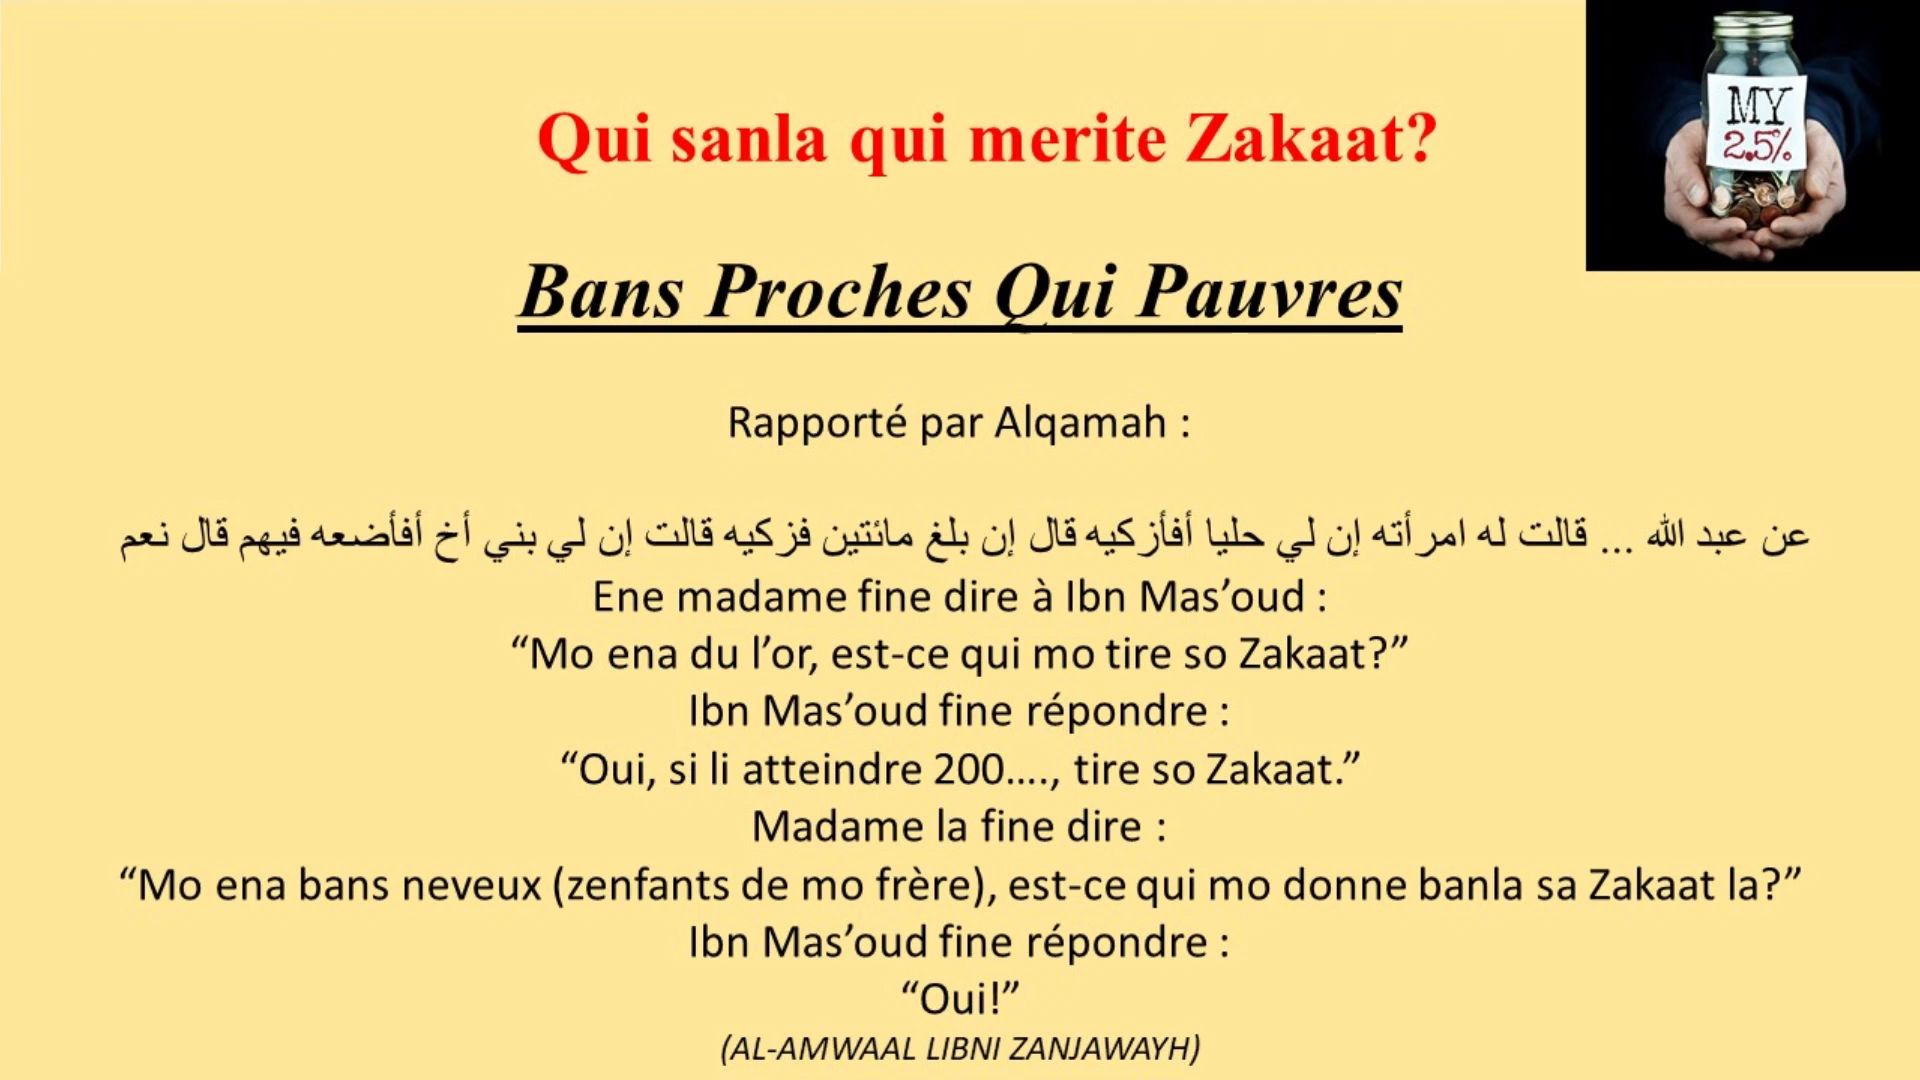 MY
2.5%
Qui sanla qui merite Zakaat?
Bans Proches Qui Pauvres
Rapporté par Alqamah :
عن عبد الله ... قالت له امرأته إن لي حليا أفأزكيه قال إن بلغ مائتين فزكيه قالت إن لي بني أخ أفأضعه فيهم قال نعم
Ene madame fine dire à Ibn Mas’oud :
“Mo ena du l’or, est-ce qui mo tire so Zakaat?”
Ibn Mas’oud fine répondre :
“Oui, si li atteindre 200…., tire so Zakaat.”
Madame la fine dire :
“Mo ena bans neveux (zenfants de mo frère), est-ce qui mo donne banla sa Zakaat la?”
Ibn Mas’oud fine répondre :
“Oui!”
(AL-AMWAAL LIBNI ZANJAWAYH)